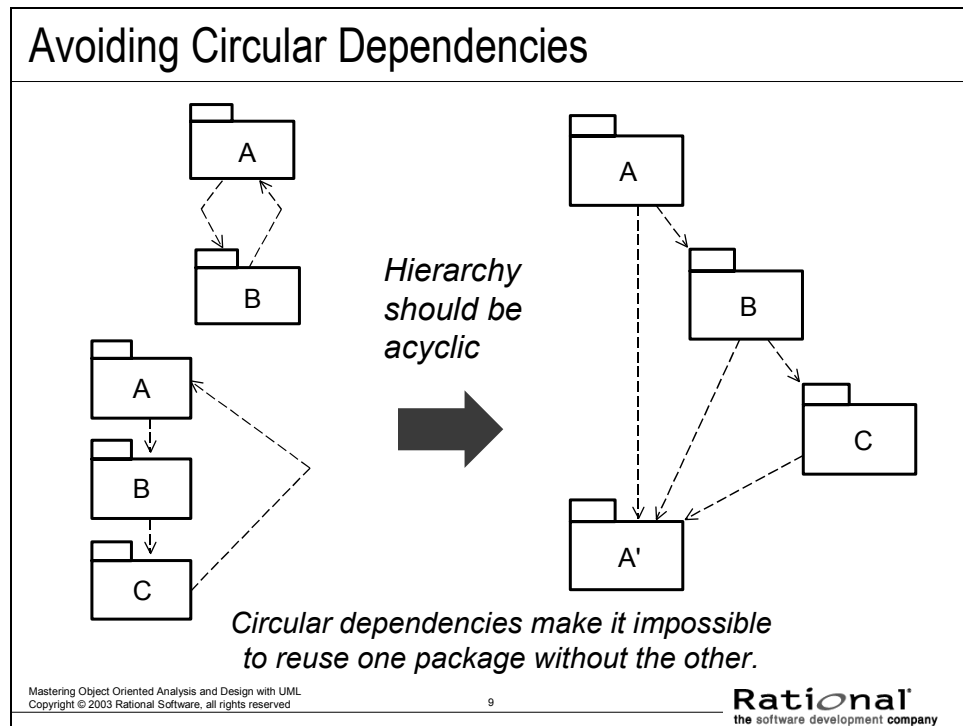 Avoiding Circular Dependencies
A
B
A
B
C
Hierarchy
should be
acyclic
A
B
C
A'
Circular dependencies make it impossible
to reuse one package without the other.
Mastering Object Oriented Analysis and Design with UML
Copyright © 2003 Rational Software, all rights reserved
9
Rational
the software development company